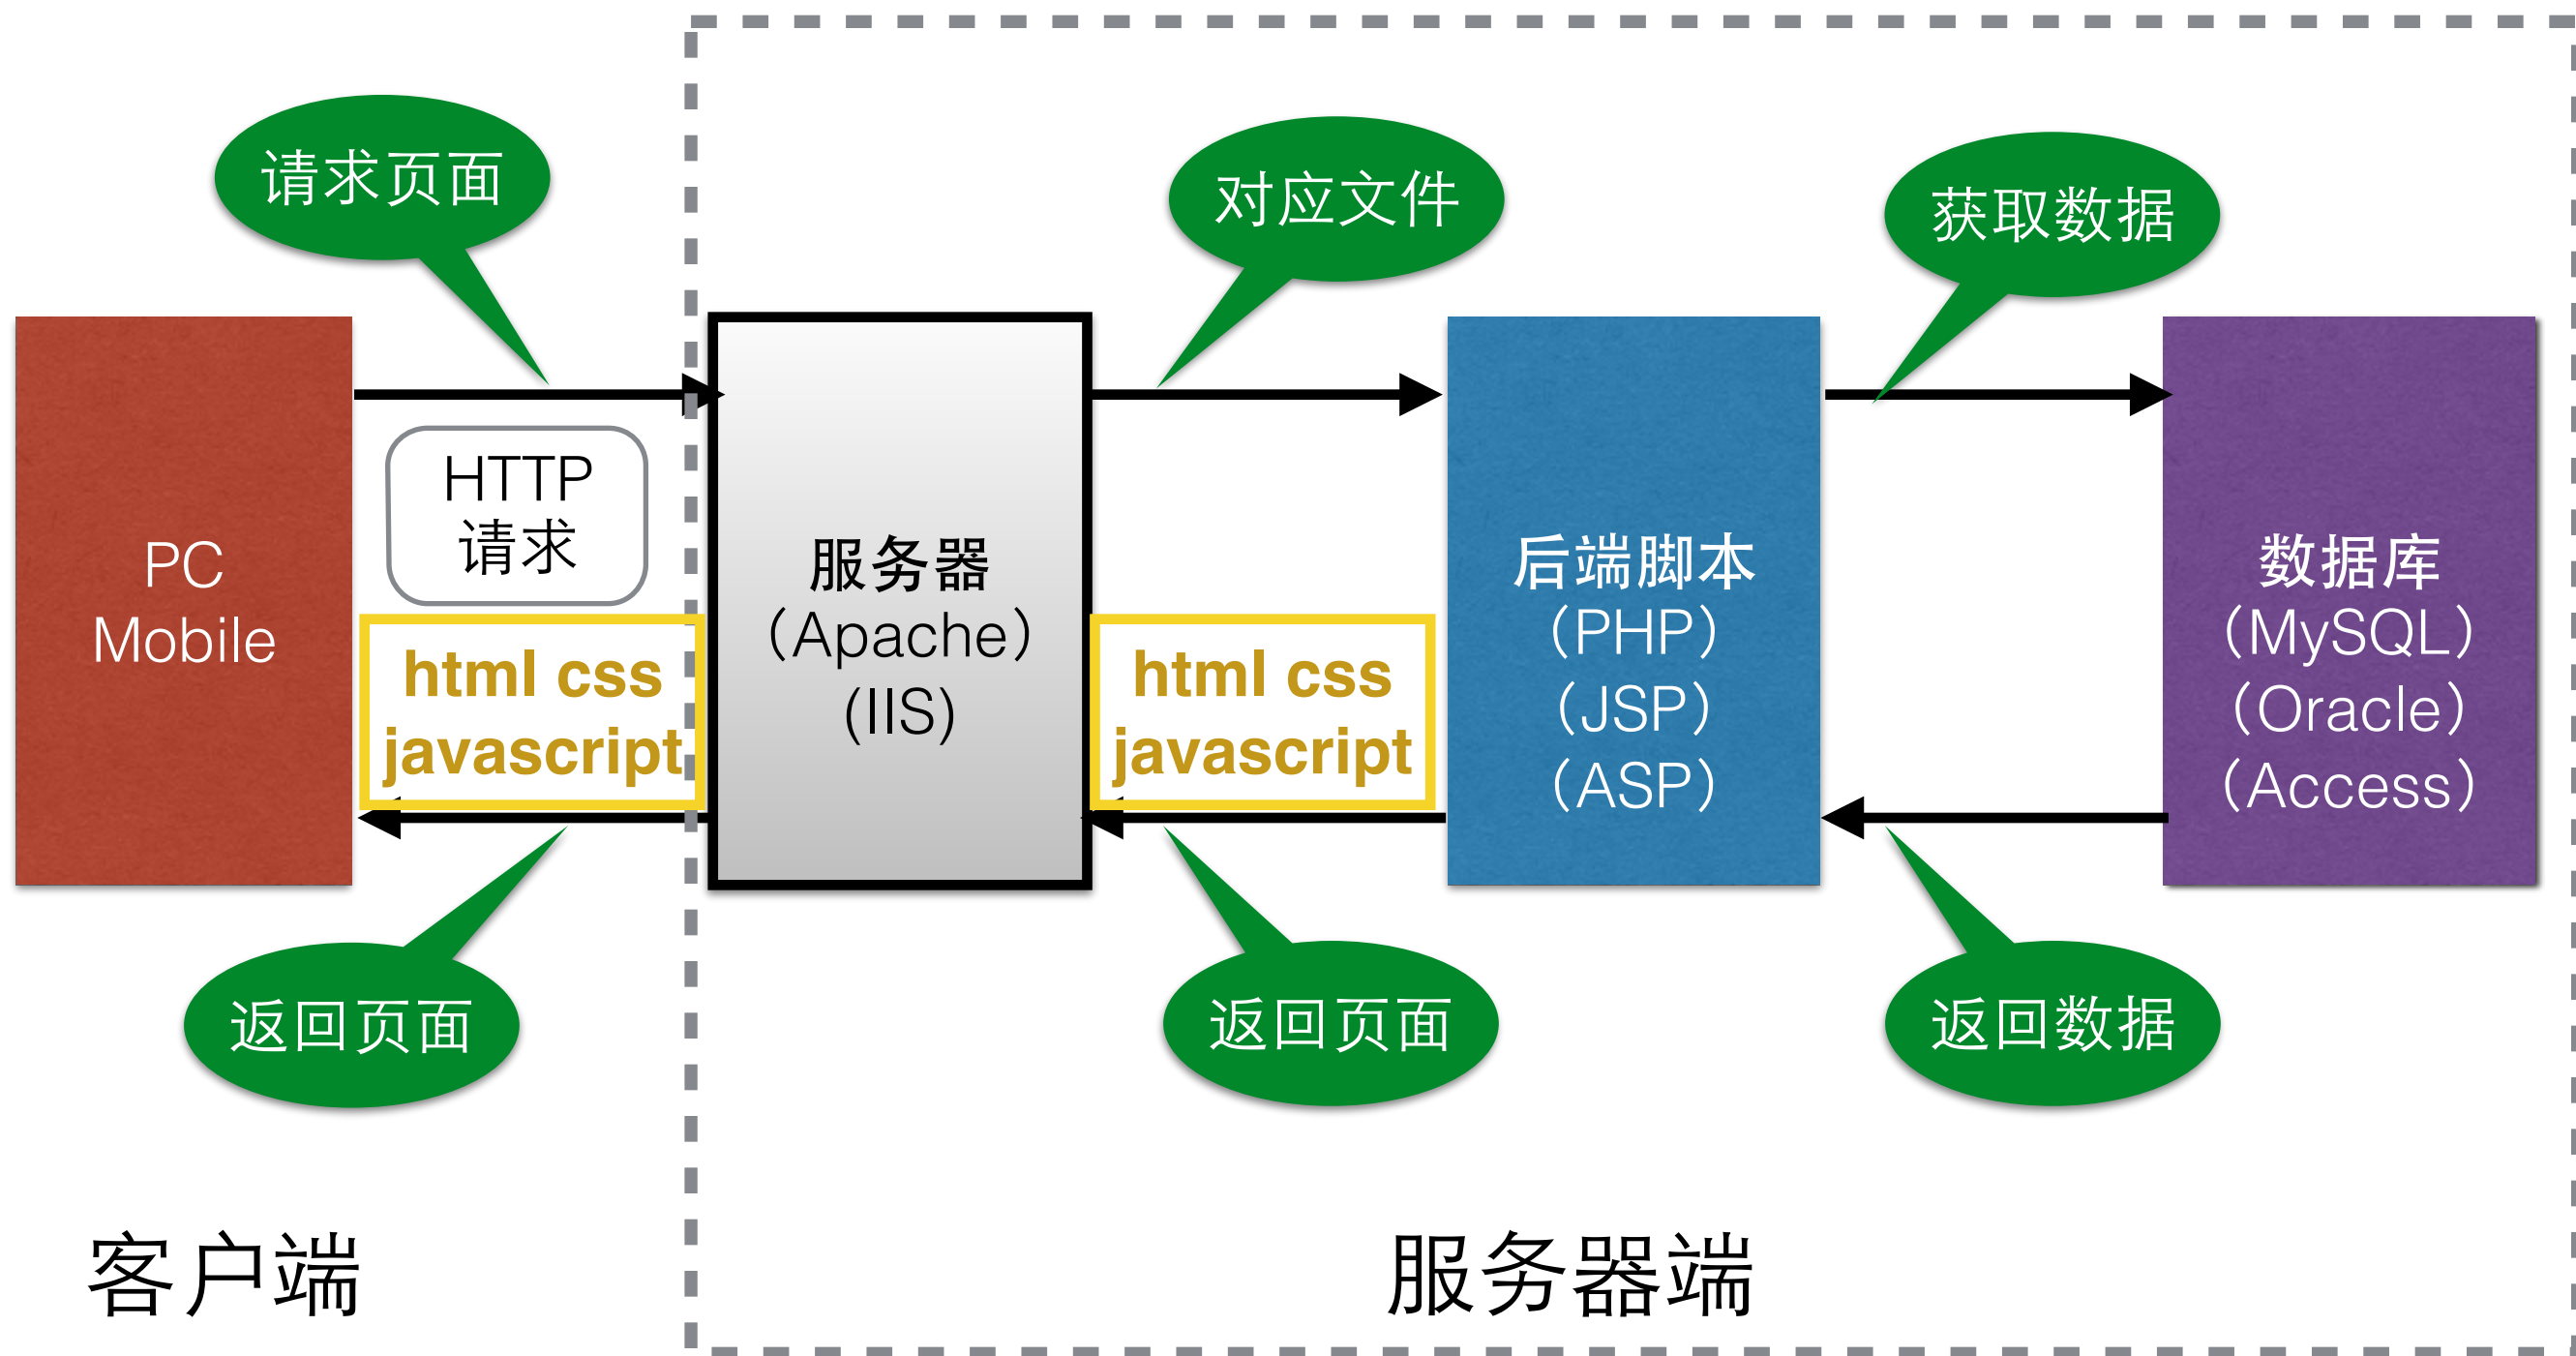 请求页面
对应文件
获取数据
PC
Mobile
HTTP
请求
html css
javascript
服务器
（Apache）
(IIS)
html css
javascript
后端脚本
（PHP）
（JSP）
（ASP）
数据库
（MySQL）
（Oracle）
（Access）
返回页面
返回页面
返回数据
客户端
服务器端